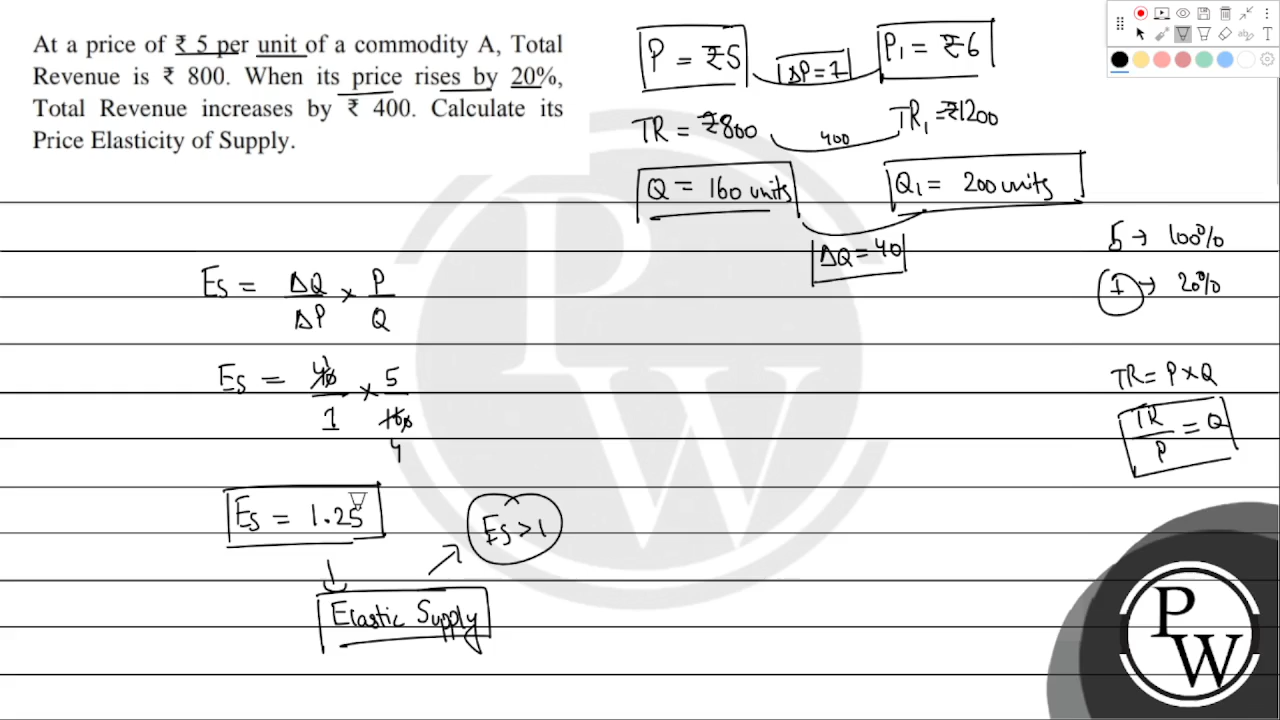 At a price of ₹ 5 per unit of a commodity A, Total
Revenue is ₹ 800. When its price rises by 20%,
Total Revenue increases by ₹ 400. Calculate its
Price Elasticity of Supply.
P = ₹5
ΔP = 1
P₁ = ₹6
TR = ₹800
400
TR₁ = ₹1200
Q = 160 units
Q₁ = 200 units
ΔQ = 40
5 → 100%
1 → 20%
Es = ΔQ/ΔP × P/Q
Es = 40/1 × 5/160
1
4
TR = P × Q
TR/P = Q
Es = 1.25
Es > 1
Elastic Supply
P
W
P
W